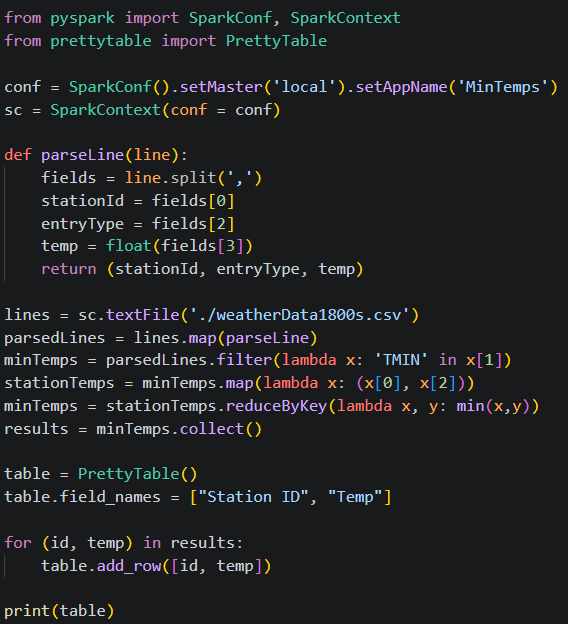 from pyspark import SparkConf, SparkContext
from prettytable import PrettyTable

conf = SparkConf().setMaster('local').setAppName('MinTemps')
sc = SparkContext(conf = conf)

def parseLine(line):
    fields = line.split(',')
    stationId = fields[0]
    entryType = fields[2]
    temp = float(fields[3])
    return (stationId, entryType, temp)

lines = sc.textFile('./weatherData1800s.csv')
parsedLines = lines.map(parseLine)
minTemps = parsedLines.filter(lambda x: 'TMIN' in x[1])
stationTemps = minTemps.map(lambda x: (x[0], x[2]))
minTemps = stationTemps.reduceByKey(lambda x, y: min(x,y))
results = minTemps.collect()

table = PrettyTable()
table.field_names = ["Station ID", "Temp"]

for (id, temp) in results:
    table.add_row([id, temp])

print(table)